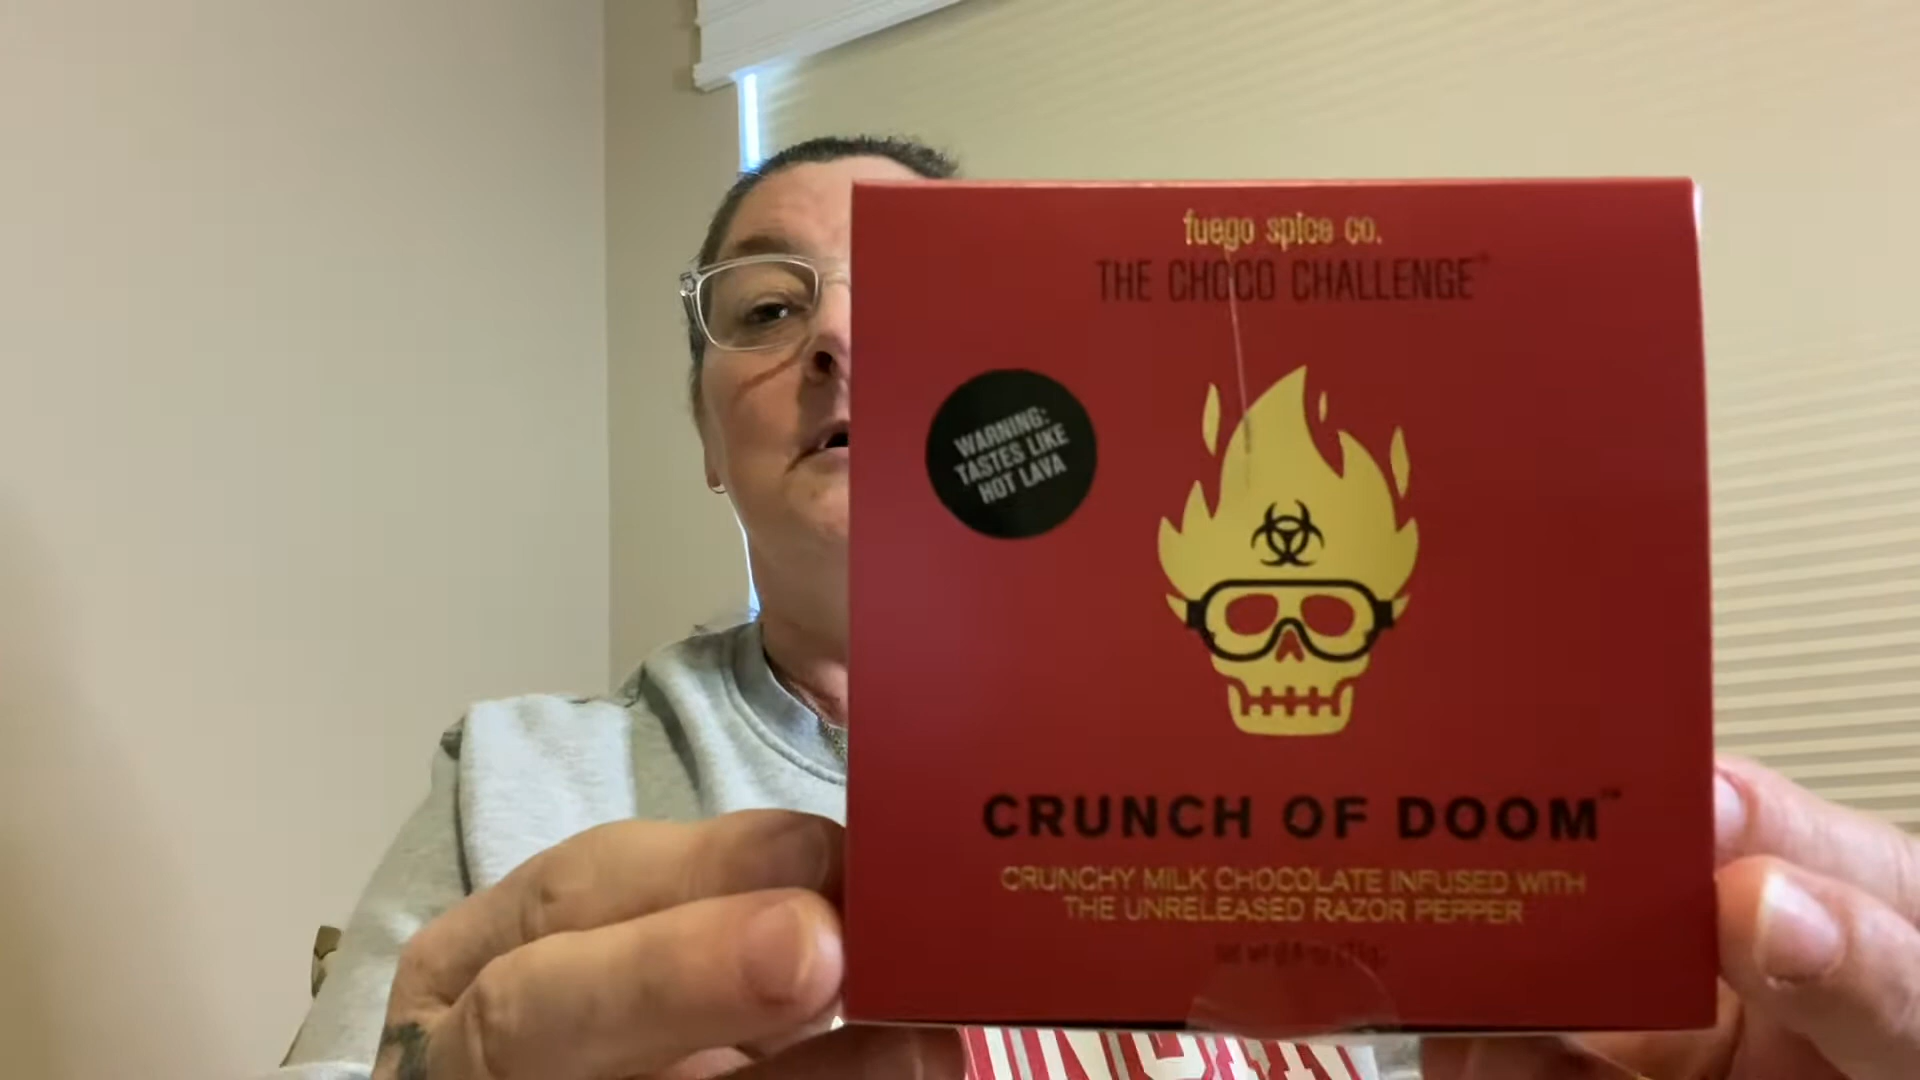 fuego spice co.
THE CHOCO CHALLENGE
WARNING:
TASTES LIKE
HOT LAVA
CRUNCH OF DOOM™
CRUNCHY MILK CHOCOLATE INFUSED WITH
THE UNRELEASED RAZOR PEPPER